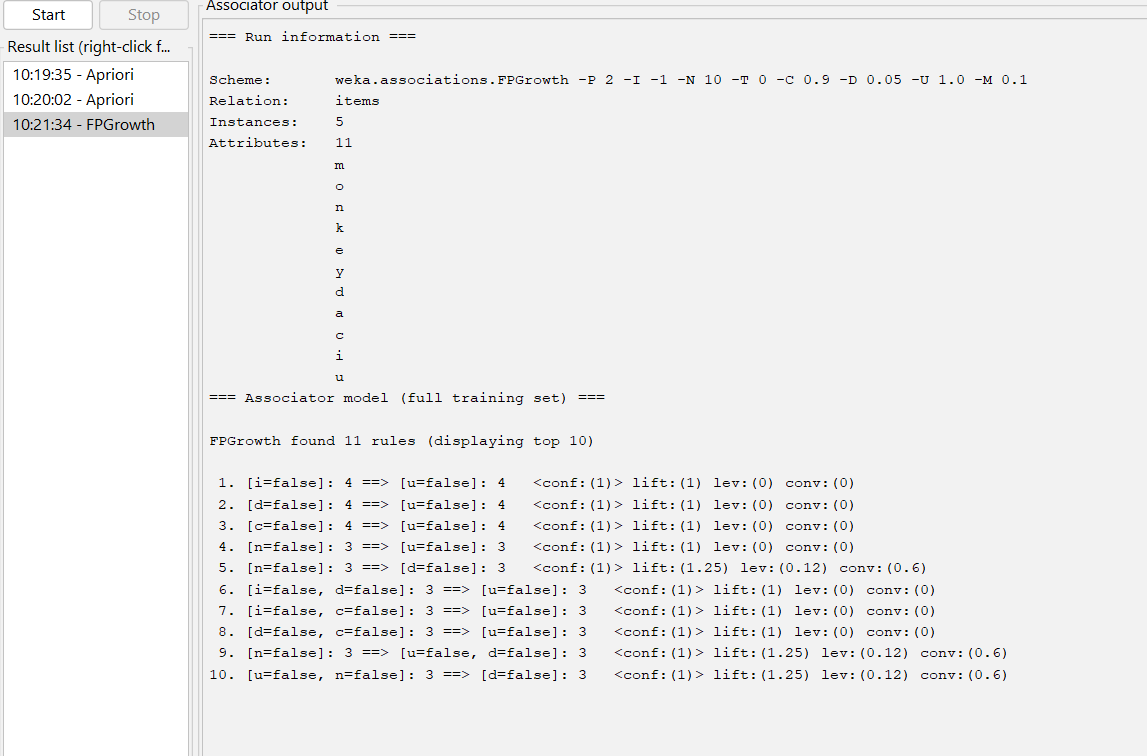 Start
Stop
Result list (right-click f...
10:19:35 - Apriori
10:20:02 - Apriori
10:21:34 - FPGrowth
Associator output
=== Run information ===
Scheme: weka.associations.FPGrowth -P 2 -I -1 -N 10 -T 0 -C 0.9 -D 0.05 -U 1.0 -M 0.1
Relation: items
Instances: 5
Attributes: 11
m
o
n
k
e
y
d
a
c
i
u
=== Associator model (full training set) ===
FPGrowth found 11 rules (displaying top 10)
1. [i=false]: 4 ==> [u=false]: 4 <conf:(1)> lift:(1) lev:(0) conv:(0)
2. [d=false]: 4 ==> [u=false]: 4 <conf:(1)> lift:(1) lev:(0) conv:(0)
3. [c=false]: 4 ==> [u=false]: 4 <conf:(1)> lift:(1) lev:(0) conv:(0)
4. [n=false]: 3 ==> [u=false]: 3 <conf:(1)> lift:(1) lev:(0) conv:(0)
5. [n=false]: 3 ==> [d=false]: 3 <conf:(1)> lift:(1.25) lev:(0.12) conv:(0.6)
6. [i=false, d=false]: 3 ==> [u=false]: 3 <conf:(1)> lift:(1) lev:(0) conv:(0)
7. [i=false, c=false]: 3 ==> [u=false]: 3 <conf:(1)> lift:(1) lev:(0) conv:(0)
8. [d=false, c=false]: 3 ==> [u=false]: 3 <conf:(1)> lift:(1) lev:(0) conv:(0)
9. [n=false]: 3 ==> [u=false, d=false]: 3 <conf:(1)> lift:(1.25) lev:(0.12) conv:(0.6)
10. [u=false, n=false]: 3 ==> [d=false]: 3 <conf:(1)> lift:(1.25) lev:(0.12) conv:(0.6)